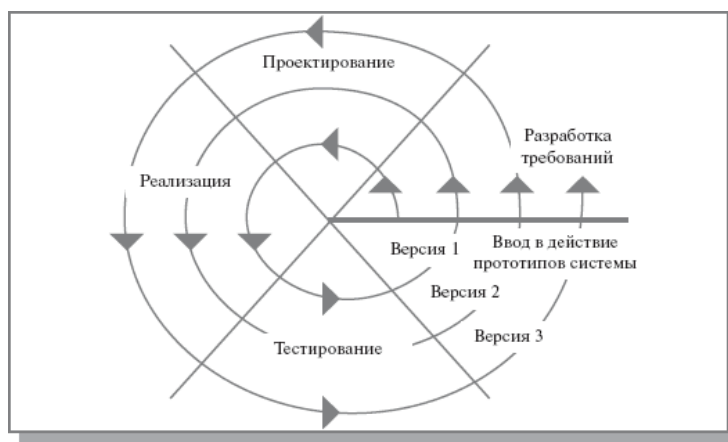 Проектирование
Разработка
требований
Реализация
Версия 1
Ввод в действие
прототипов системы
Версия 2
Версия 3
Тестирование